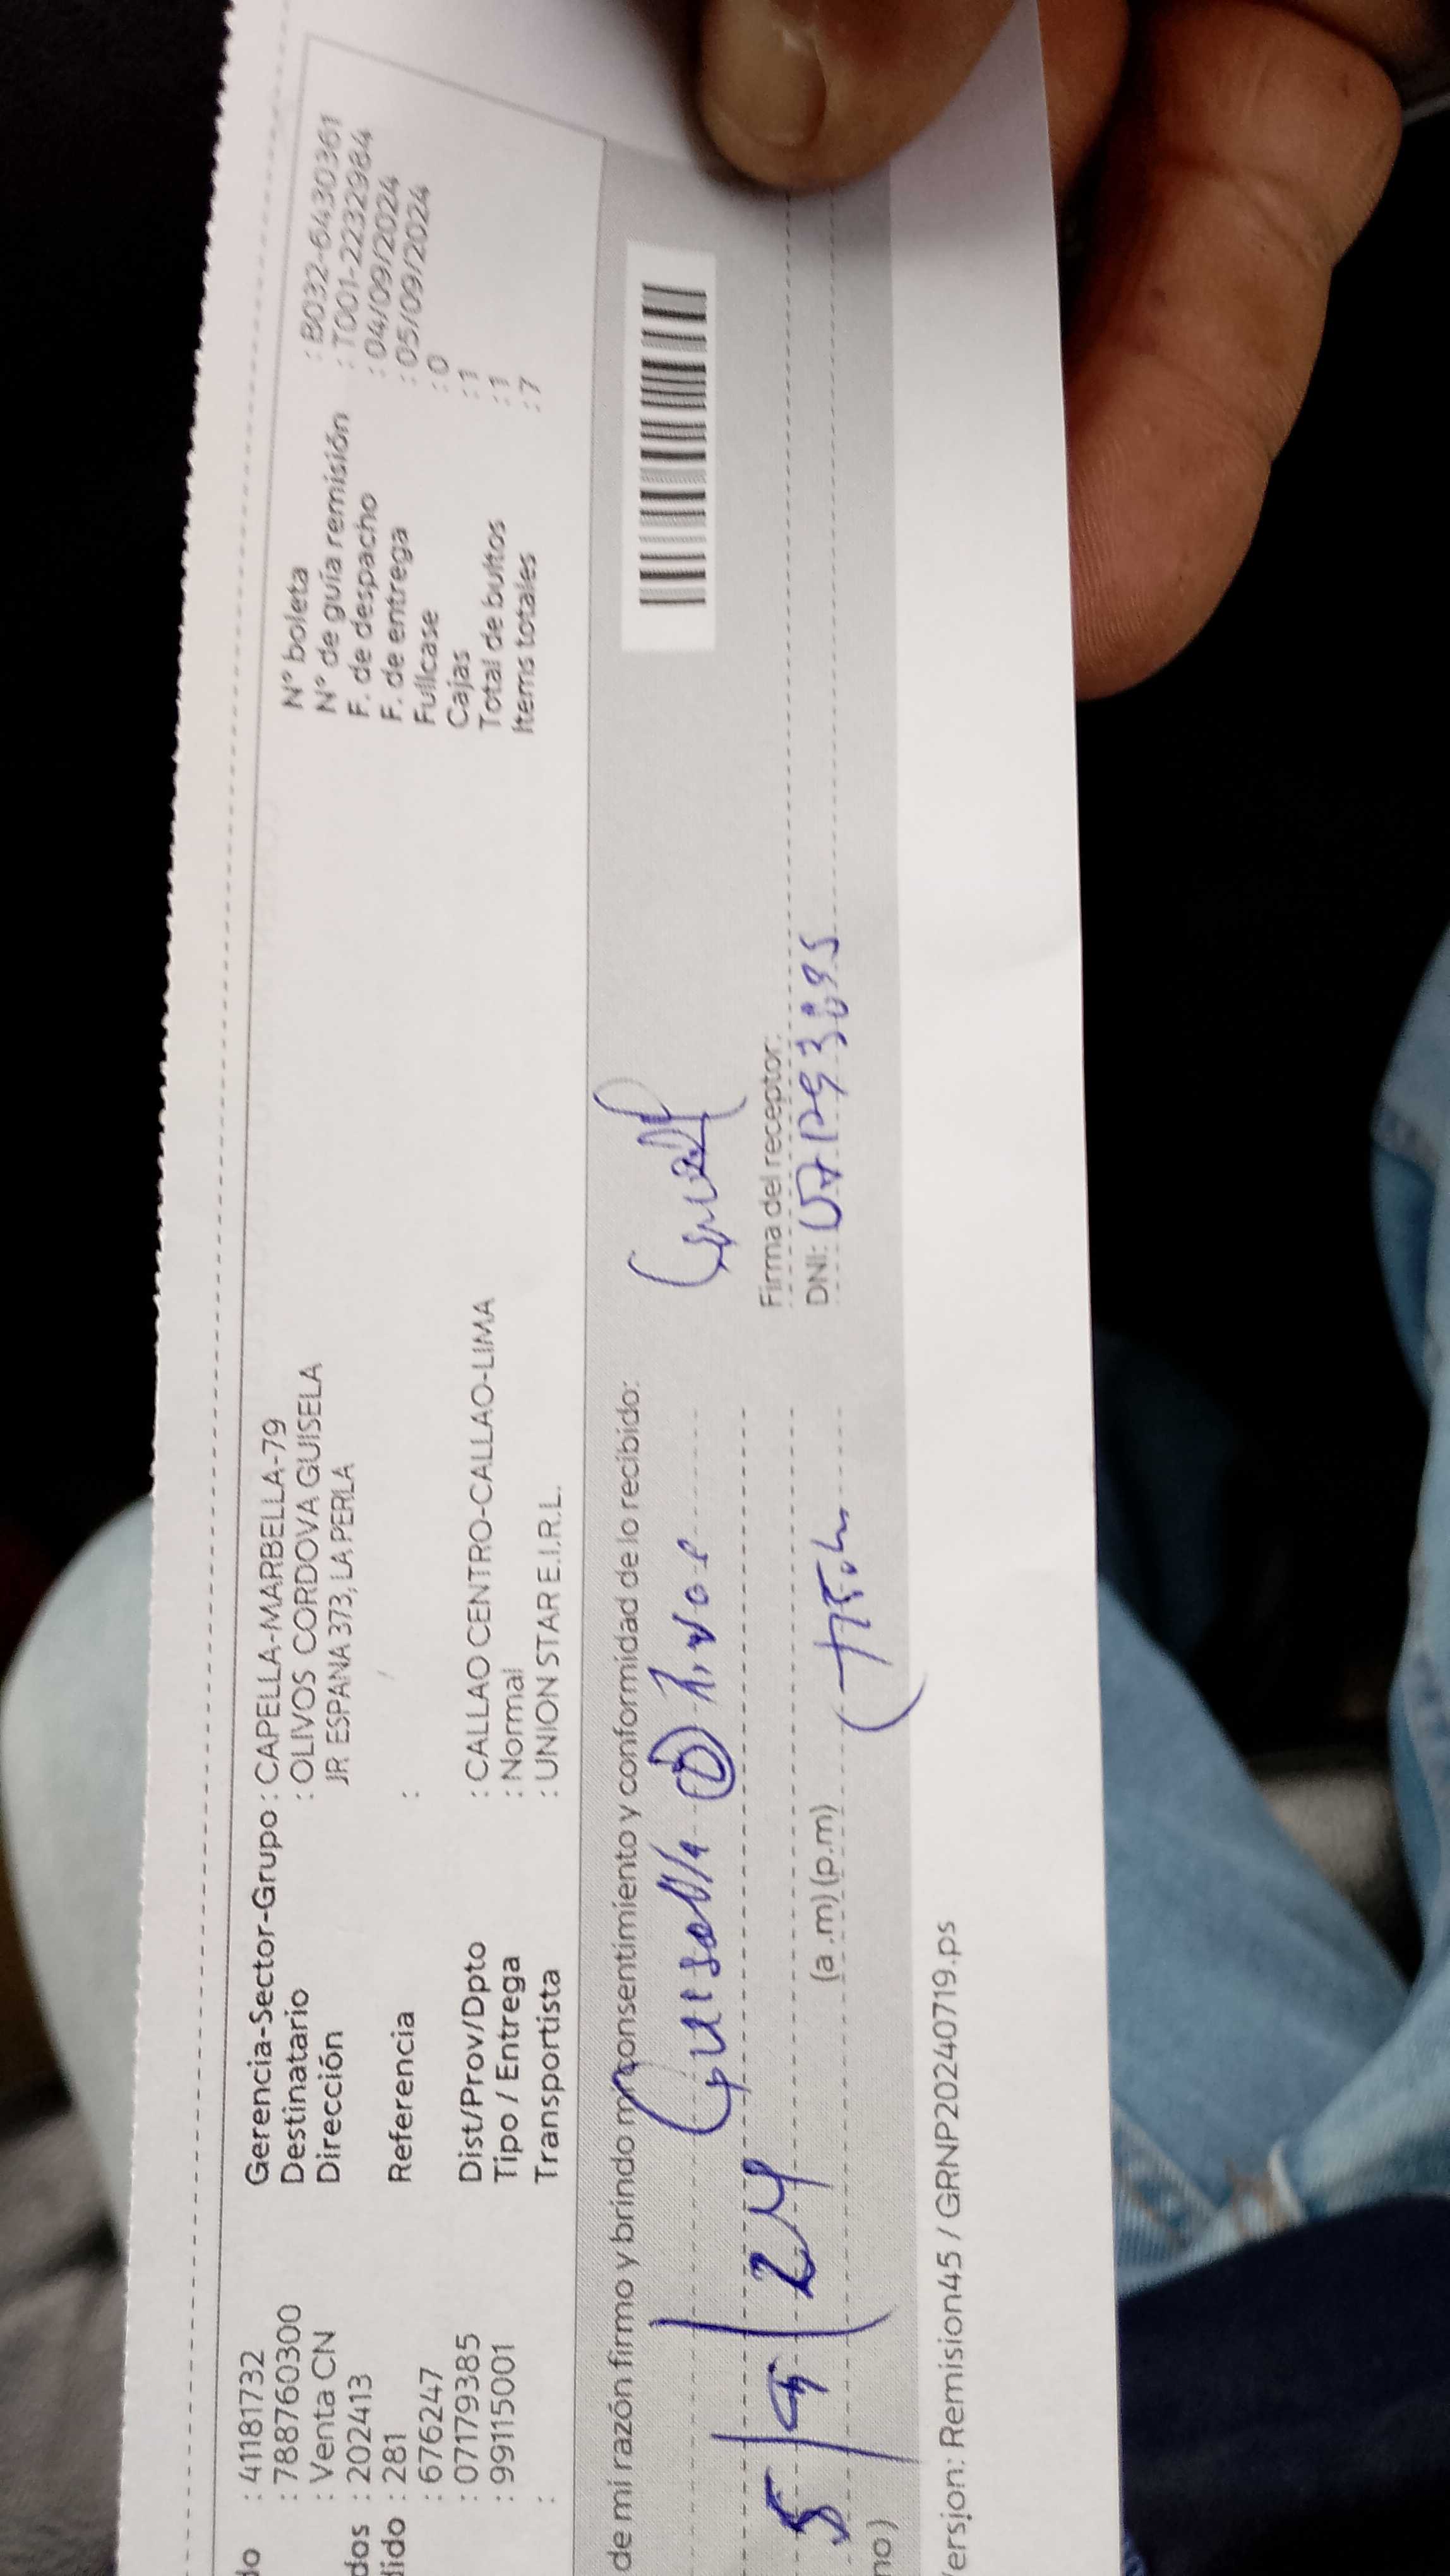 do : 41181732
: 788760300
: Venta CN
dos : 202413
dido : 281
: 676247
: 07179385
: 99115001
:
Gerencia-Sector-Grupo : CAPELLA-MARBELLA-79
Destinatario : OLIVOS CORDOVA GUISELA
Dirección JR ESPANA 373, LA PERLA
Referencia :
Dist/Prov/Dpto : CALLAO CENTRO-CALLAO-LIMA
Tipo / Entrega : Normal
Transportista : UNION STAR E.I.R.L.
N° boleta : B032-64303361
N° de guía remisión : T001-22232984
F. de despacho : 04/09/2024
F. de entrega : 05/09/2024
Fullcase : 0
Cajas : 1
Total de bultos : 1
Items totales : 7
de mi razón firmo y brindo mi consentimiento y conformidad de lo recibido:
5/9/24
(a.m) (p.m)
Firma del receptor:
DNI:
no)
ersion: Remision45 / GRNP20240719.ps